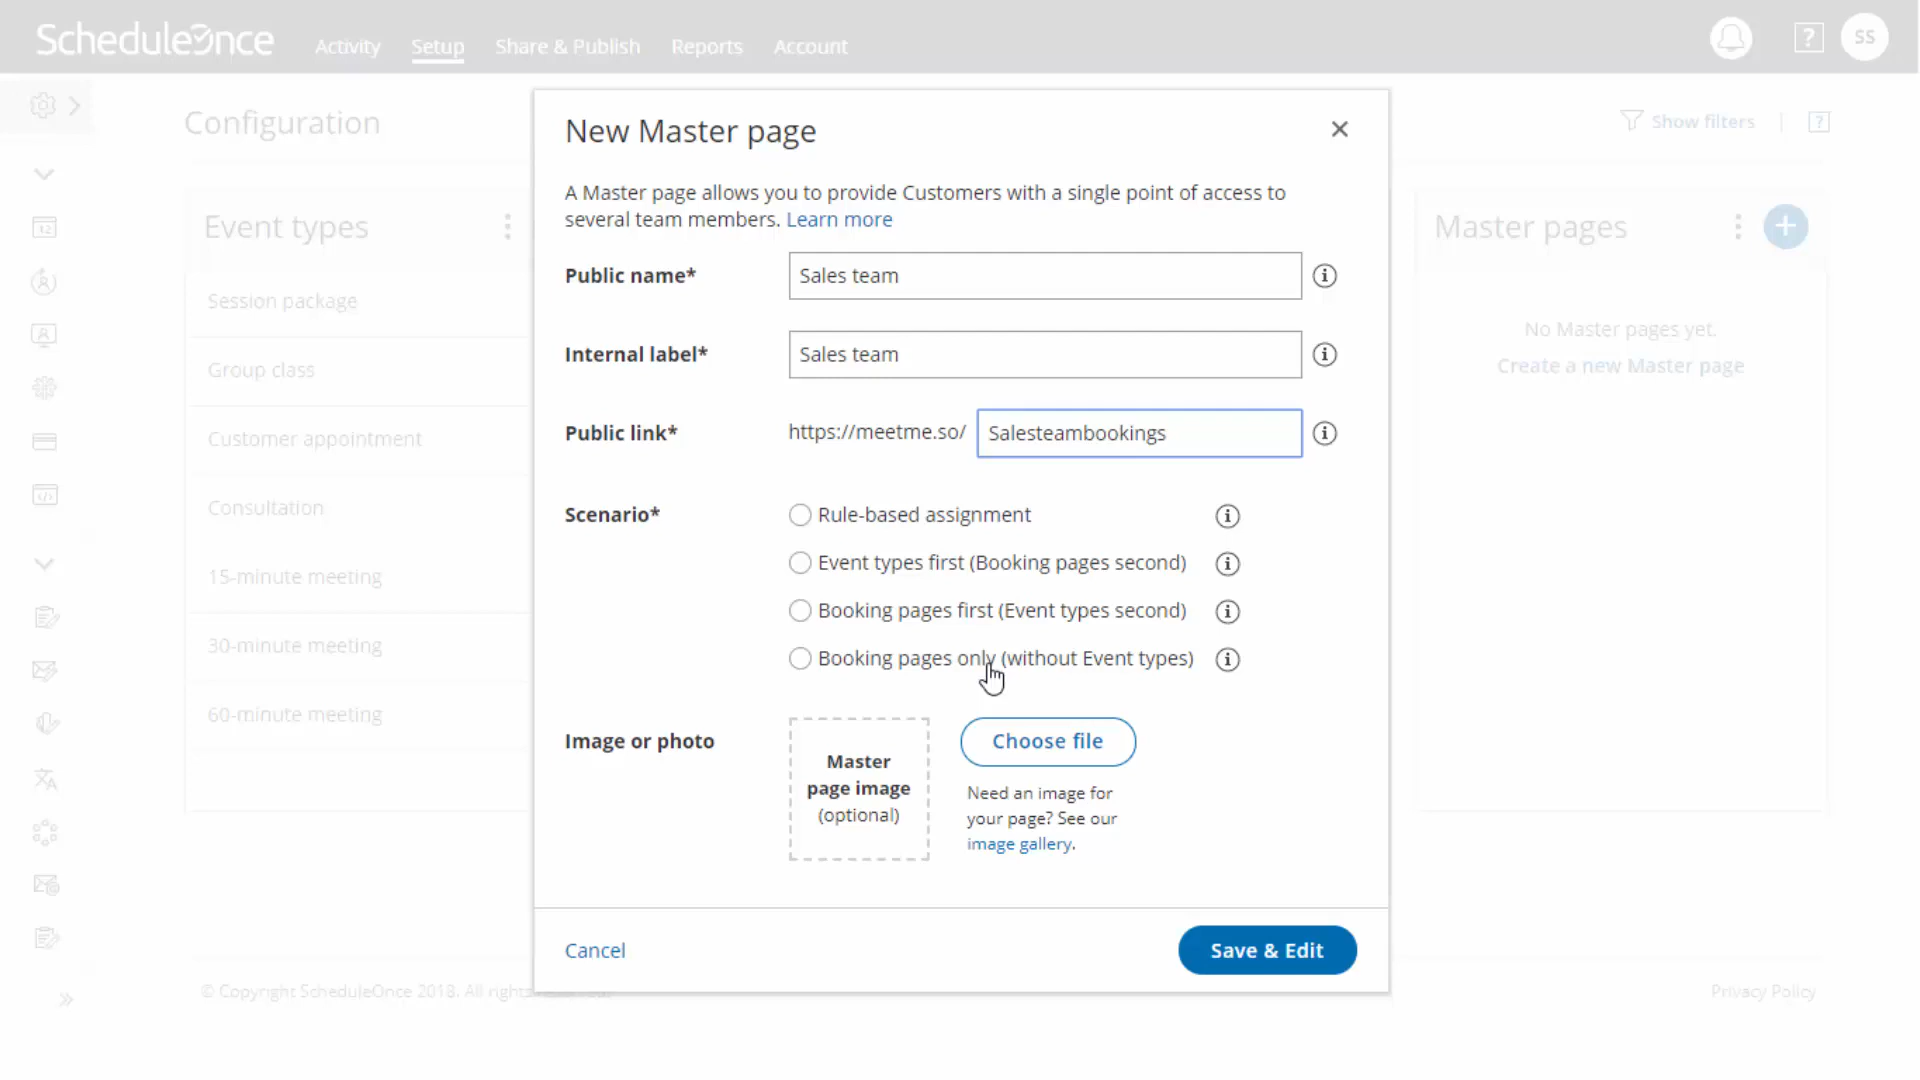 ScheduleOnce
Activity Setup Share & Publish Reports Account
? SS
Configuration
Show filters ?
New Master page
A Master page allows you to provide Customers with a single point of access to
several team members. Learn more
Public name* Sales team
Internal label* Sales team
Public link* https://meetme.so/ Salesteambookings
Scenario* Rule-based assignment
Event types first (Booking pages second)
Booking pages first (Event types second)
Booking pages only (without Event types)
Image or photo
Master
page image
(optional)
Choose file
Need an image for
your page? See our
image gallery.
Cancel Save & Edit
Event types
Session package
Group class
Customer appointment
Consultation
15-minute meeting
30-minute meeting
60-minute meeting
Master pages
No Master pages yet.
Create a new Master page
© Copyright ScheduleOnce 2018. All rights
Privacy Policy